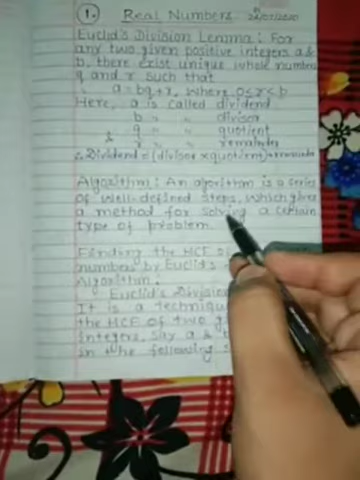 1. Real Numbers 24/07/2020
Euclid's Division Lemma : For
any two given positive integers a &
b, there exist unique whole numbers
q and r such that
a = bq + r, where 0 ≤ r < b
Here, a is called dividend
b " " divisor
q " " quotient
& r " " remainder
∴ Dividend = (divisor × quotient) + remainder
Algorithm : An algorithm is a series
of well-defined steps, which gives
a method for solving a certain
type of problem.
Finding the HCF of
numbers by Euclid's
Algorithm :
Euclid's Division
It is a technique
the HCF of two
integers, say a &
in the following